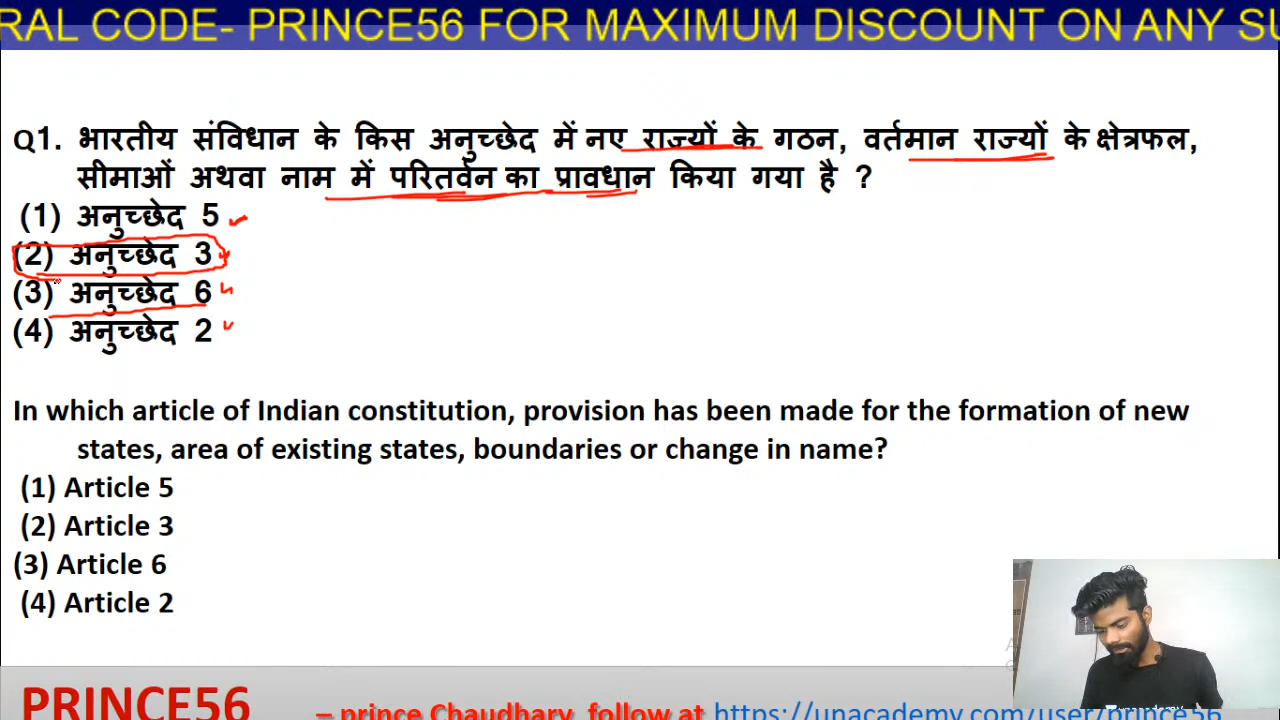 RAL CODE- PRINCE56 FOR MAXIMUM DISCOUNT ON ANY SU
Q1. भारतीय संविधान के किस अनुच्छेद में नए राज्यों के गठन, वर्तमान राज्यों के क्षेत्रफल,
सीमाओं अथवा नाम में परिवर्तन का प्रावधान किया गया है ?
(1) अनुच्छेद 5
(2) अनुच्छेद 3
(3) अनुच्छेद 6
(4) अनुच्छेद 2
In which article of Indian constitution, provision has been made for the formation of new
states, area of existing states, boundaries or change in name?
(1) Article 5
(2) Article 3
(3) Article 6
(4) Article 2
PRINCE56 – prince Chaudhary, follow at https://unacademy.com/user/prince56